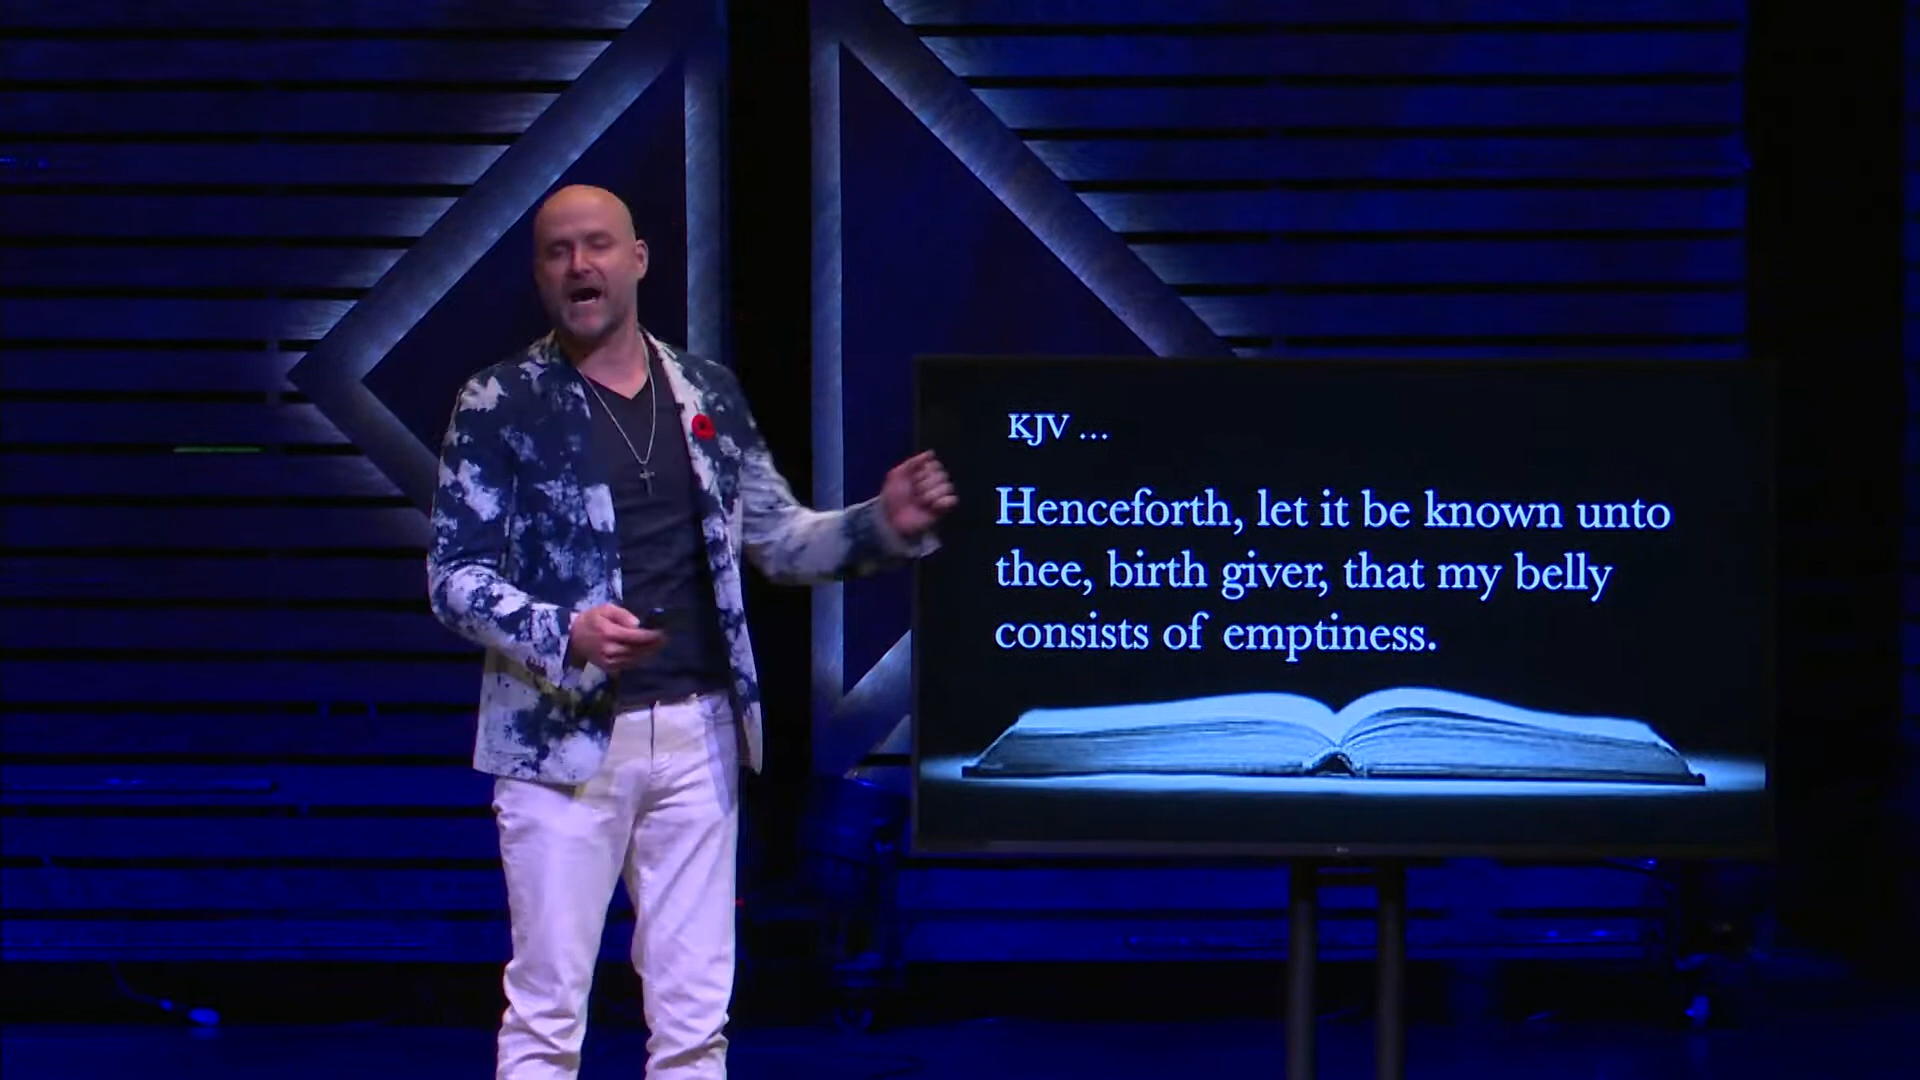 KJV ...
Henceforth, let it be known unto
thee, birth giver, that my belly
consists of emptiness.